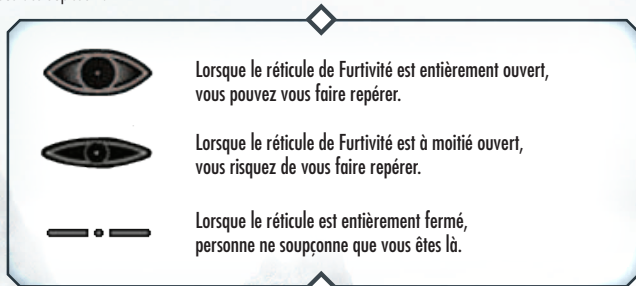 Lorsque le réticule de Furtivité est entièrement ouvert,
vous pouvez vous faire repérer.
Lorsque le réticule de Furtivité est à moitié ouvert,
vous risquez de vous faire repérer.
Lorsque le réticule est entièrement fermé,
personne ne soupçonne que vous êtes là.